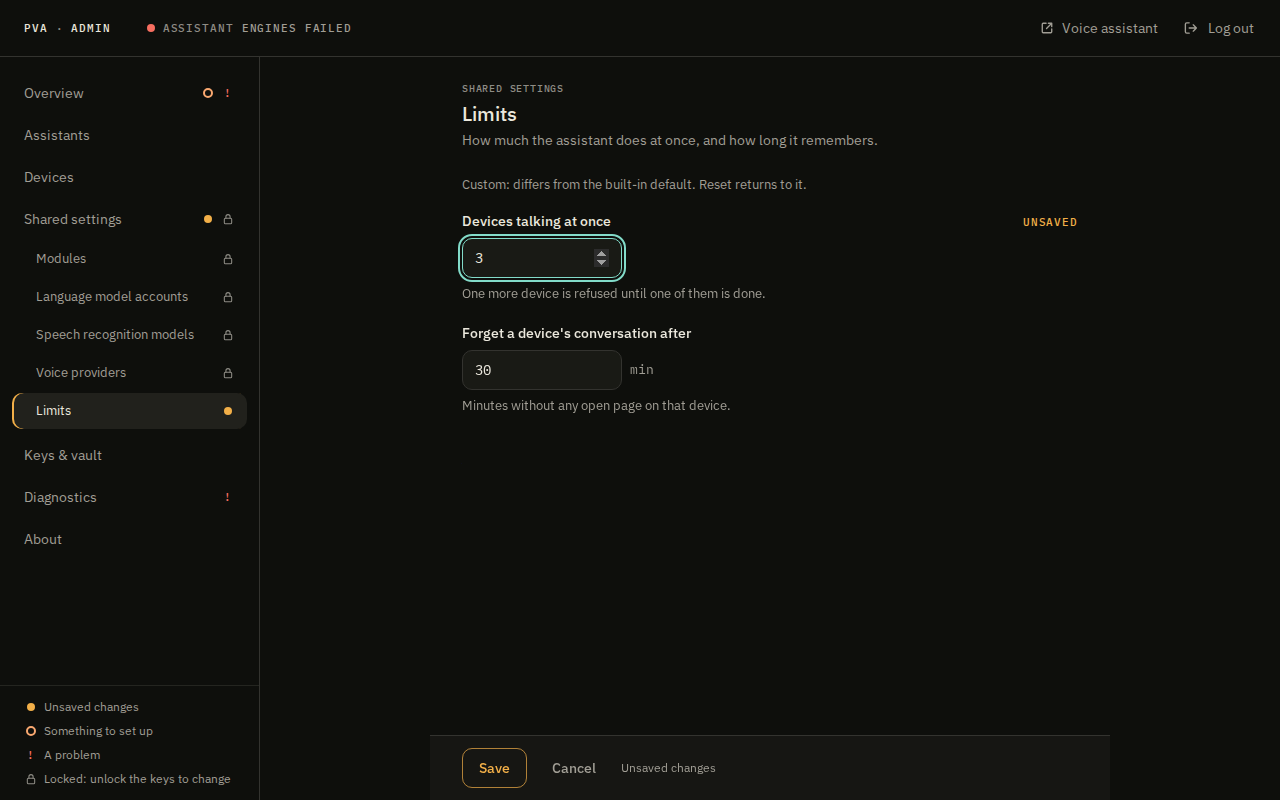 PVA · ADMIN
ASSISTANT ENGINES FAILED
Voice assistant
Log out
Overview !
Assistants
Devices
Shared settings
Modules
Language model accounts
Speech recognition models
Voice providers
Limits
Keys & vault
Diagnostics !
About
Unsaved changes
Something to set up
! A problem
Locked: unlock the keys to change
SHARED SETTINGS
Limits
How much the assistant does at once, and how long it remembers.
Custom: differs from the built-in default. Reset returns to it.
Devices talking at once UNSAVED
3
One more device is refused until one of them is done.
Forget a device's conversation after
30 min
Minutes without any open page on that device.
Save Cancel Unsaved changes